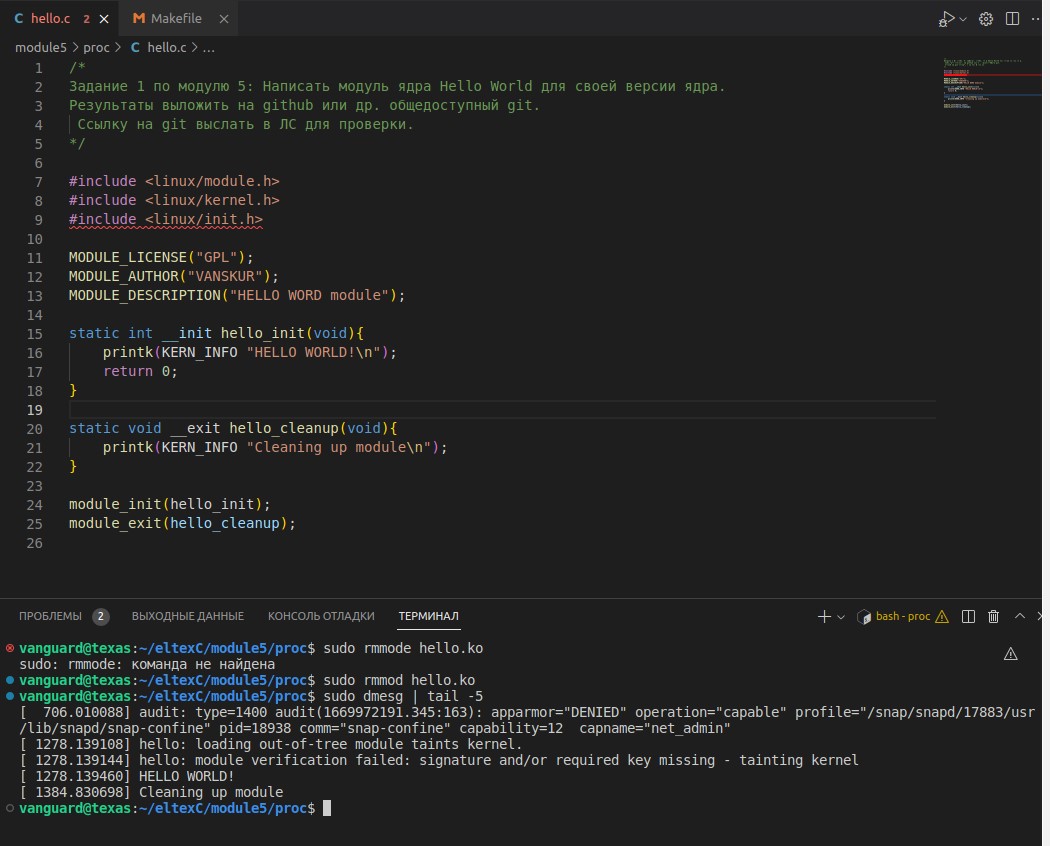 hello.c 2 Makefile
module5 > proc > C hello.c > ...
1 /*
2 Задание 1 по модулю 5: Написать модуль ядра Hello World для своей версии ядра.
3 Результаты выложить на github или др. общедоступный git.
4 Ссылку на git выслать в ЛС для проверки.
5 */
6
7 #include <linux/module.h>
8 #include <linux/kernel.h>
9 #include <linux/init.h>
10
11 MODULE_LICENSE("GPL");
12 MODULE_AUTHOR("VANSKUR");
13 MODULE_DESCRIPTION("HELLO WORD module");
14
15 static int __init hello_init(void){
16 printk(KERN_INFO "HELLO WORLD!\n");
17 return 0;
18 }
19
20 static void __exit hello_cleanup(void){
21 printk(KERN_INFO "Cleaning up module\n");
22 }
23
24 module_init(hello_init);
25 module_exit(hello_cleanup);
26
ПРОБЛЕМЫ 2 ВЫХОДНЫЕ ДАННЫЕ КОНСОЛЬ ОТЛАДКИ ТЕРМИНАЛ bash - proc
vanguard@texas:~/eltexC/module5/proc$ sudo rmmode hello.ko
sudo: rmmode: команда не найдена
vanguard@texas:~/eltexC/module5/proc$ sudo rmmod hello.ko
vanguard@texas:~/eltexC/module5/proc$ sudo dmesg | tail -5
[  706.010088] audit: type=1400 audit(1669972191.345:163): apparmor="DENIED" operation="capable" profile="/snap/snapd/17883/usr
/lib/snapd/snap-confine" pid=18938 comm="snap-confine" capability=12  capname="net_admin"
[ 1278.139108] hello: loading out-of-tree module taints kernel.
[ 1278.139144] hello: module verification failed: signature and/or required key missing - tainting kernel
[ 1278.139460] HELLO WORLD!
[ 1384.830698] Cleaning up module
vanguard@texas:~/eltexC/module5/proc$